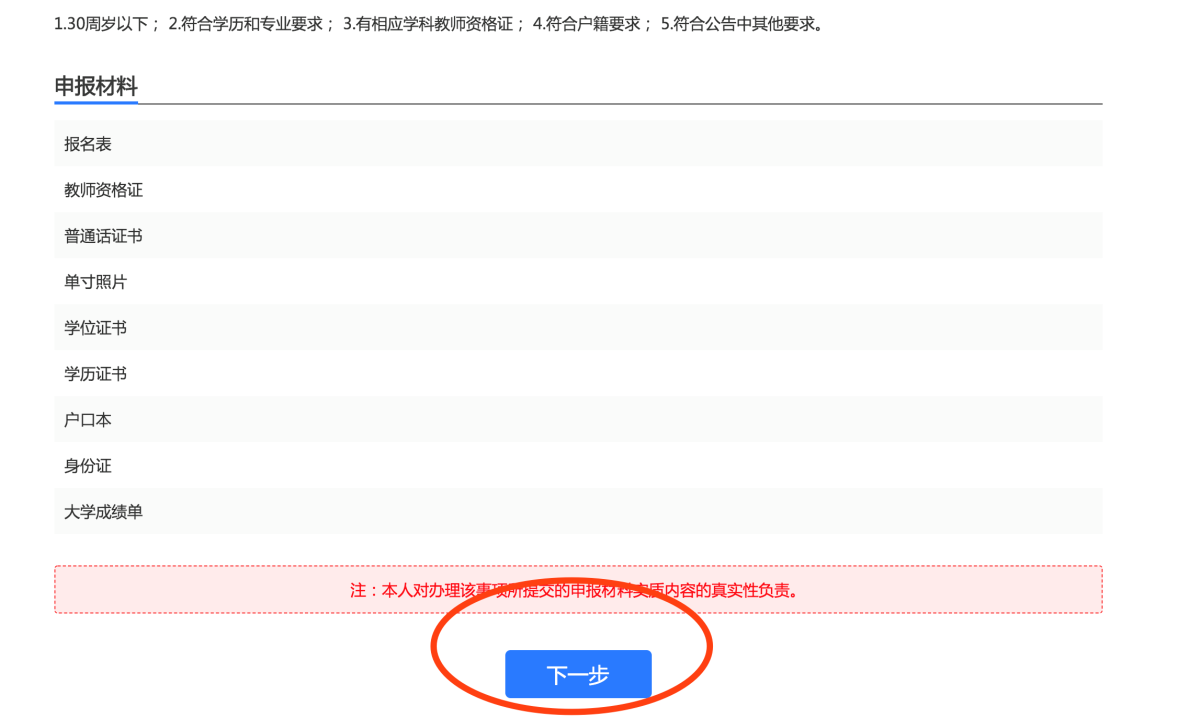 1.30周岁以下； 2.符合学历和专业要求； 3.有相应学科教师资格证； 4.符合户籍要求； 5.符合公告中其他要求。
申报材料
报名表
教师资格证
普通话证书
单寸照片
学位证书
学历证书
户口本
身份证
大学成绩单
注：本人对办理该事项所提交的申报材料实质内容的真实性负责。
下一步